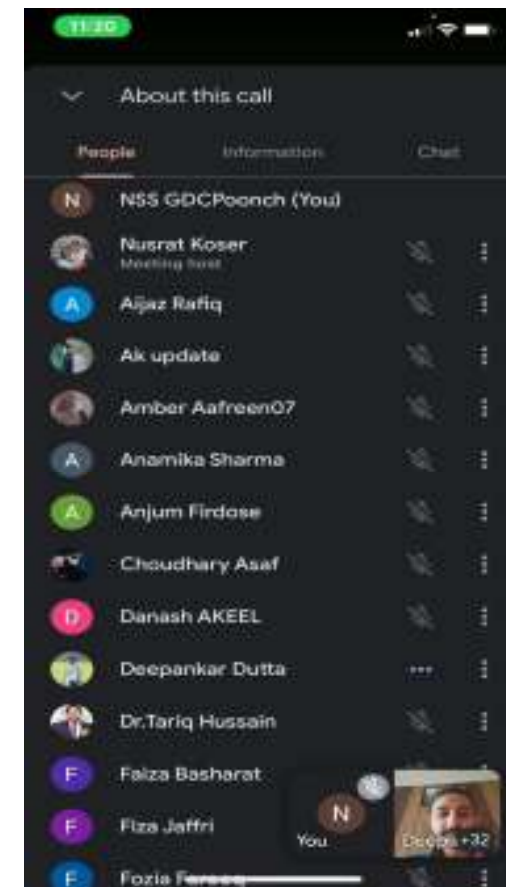 11:20
About this call
People Information Chat
N NSS GDCPoonch (You)
Nusrat Koser
Meeting host
A Aijaz Rafiq
Ak update
Amber Aafreen07
A Anamika Sharma
A Anjum Firdose
Choudhary Asaf
D Danash AKEEL
Deepankar Dutta
Dr.Tariq Hussain
F Faiza Basharat
F Fiza Jaffri
N
You
+32
F Fozia